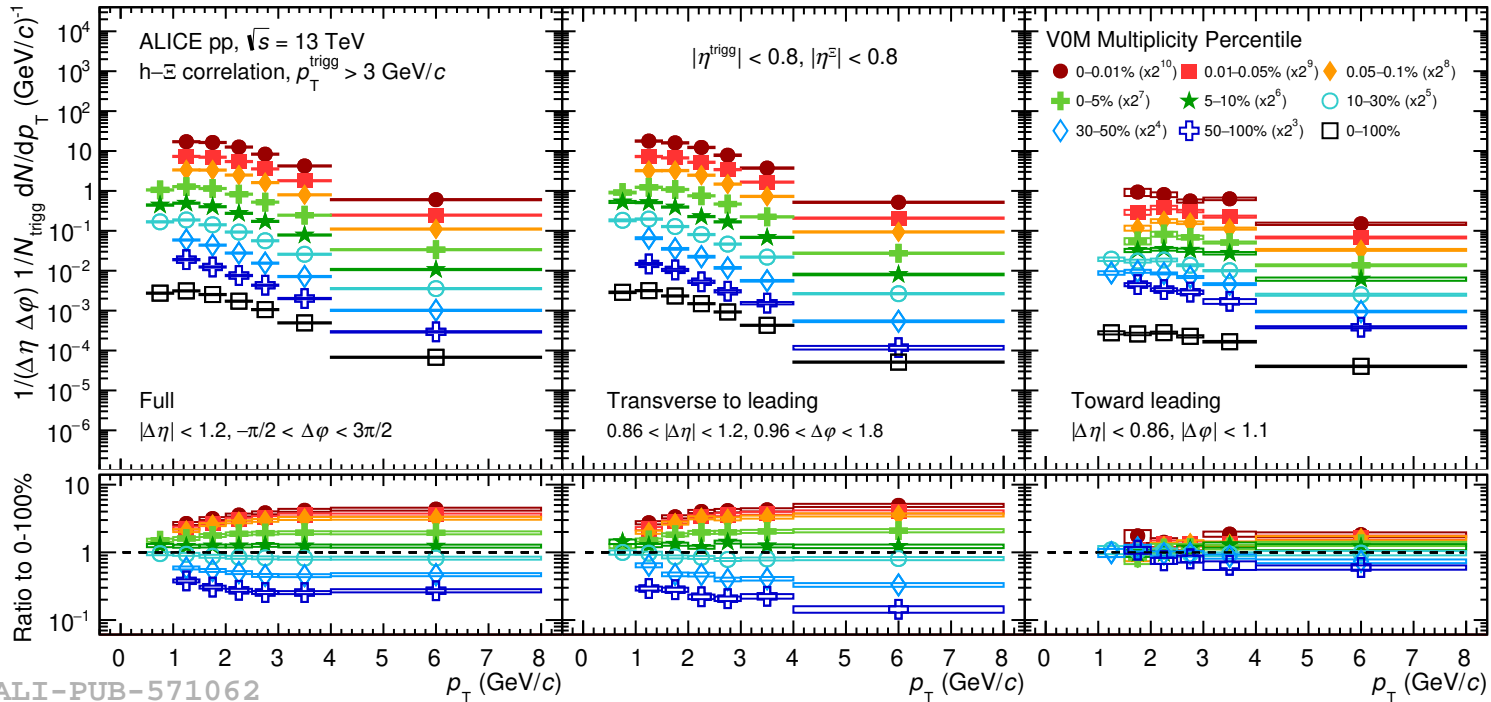 ALICE pp, √s = 13 TeV
h–Ξ correlation, p_T^trigg > 3 GeV/c
|η^trigg| < 0.8, |η^Ξ| < 0.8
V0M Multiplicity Percentile
0–0.01% (x2^10) 0.01–0.05% (x2^9) 0.05–0.1% (x2^8)
0–5% (x2^7) 5–10% (x2^6) 10–30% (x2^5)
30–50% (x2^4) 50–100% (x2^3) 0–100%
1/(Δη Δφ) 1/N_trigg dN/dp_T (GeV/c)^-1
10^4
10^3
10^2
10
1
10^−1
10^−2
10^−3
10^−4
10^−5
10^−6
Full
|Δη| < 1.2, −π/2 < Δφ < 3π/2
Transverse to leading
0.86 < |Δη| < 1.2, 0.96 < Δφ < 1.8
Toward leading
|Δη| < 0.86, |Δφ| < 1.1
Ratio to 0-100%
10
1
10^−1
0 1 2 3 4 5 6 7 8
0 1 2 3 4 5 6 7 8
0 1 2 3 4 5 6 7 8
p_T (GeV/c)
p_T (GeV/c)
p_T (GeV/c)
ALI-PUB-571062